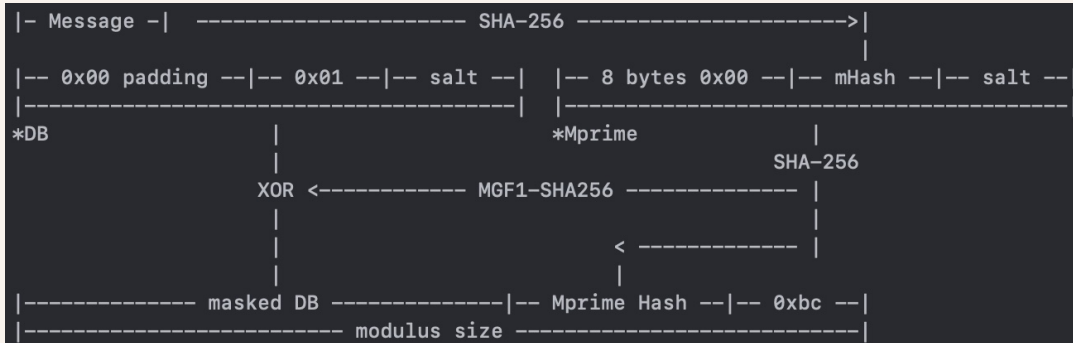 |- Message -| -------------------- SHA-256 -------------------->|
|
|-- 0x00 padding --|-- 0x01 --|-- salt --| |-- 8 bytes 0x00 --|-- mHash --|-- salt --
|----------------------------------------| |--------------------------------------|
*DB | *Mprime |
| SHA-256
XOR <------------ MGF1-SHA256 ------------- |
| |
| < ------------- |
| |
|-------------- masked DB --------------|-- Mprime Hash --|-- 0xbc --|
|-------------------------- modulus size ----------------------------|